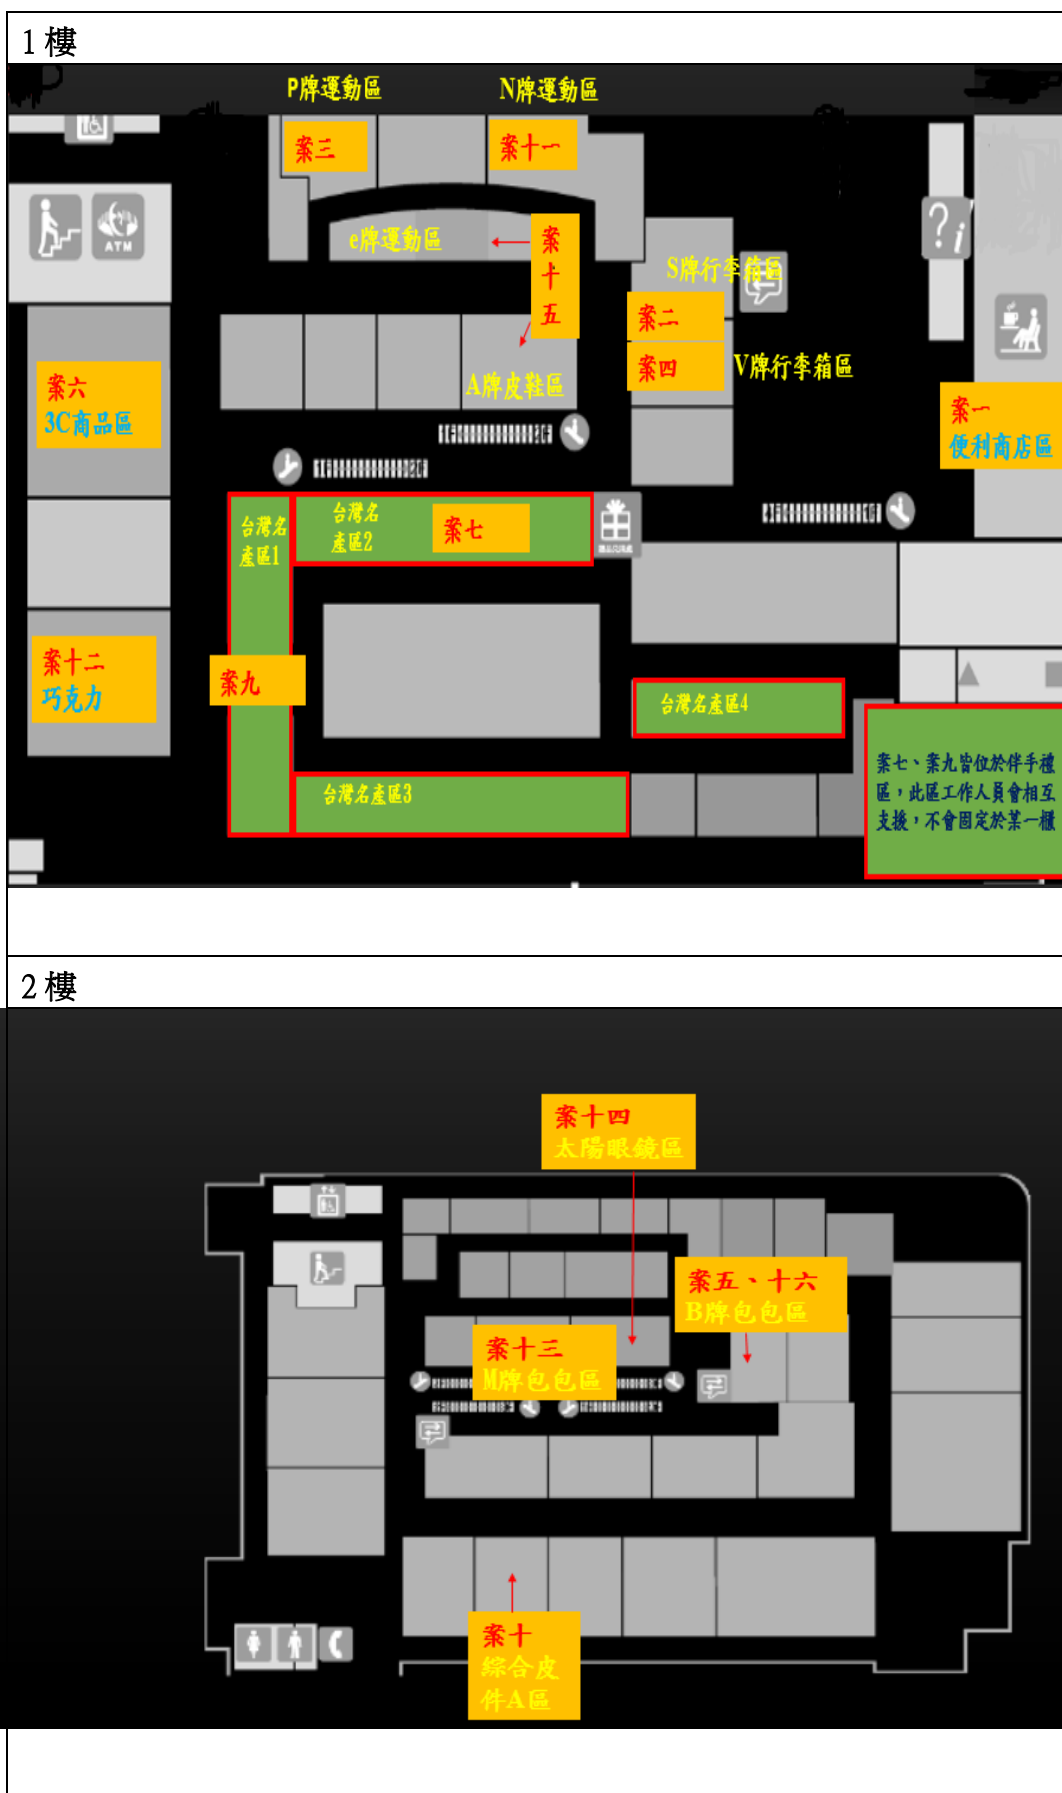 1樓
P牌運動區
N牌運動區
案三
案十一
ATM
e牌運動區
案十五
?i
S牌行李箱區
案二
案四
V牌行李箱區
A牌皮鞋區
案六
3C商品區
案一
便利商店區
台灣名
產區1
台灣名
產區2
案七
案十二
巧克力
案九
台灣名產區4
台灣名產區3
案七、案九皆位於伴手禮
區，此區工作人員會相互
支援，不會固定於某一櫃
2樓
案十四
太陽眼鏡區
案五、十六
B牌包包區
案十三
M牌包包區
案十
綜合皮
件A區